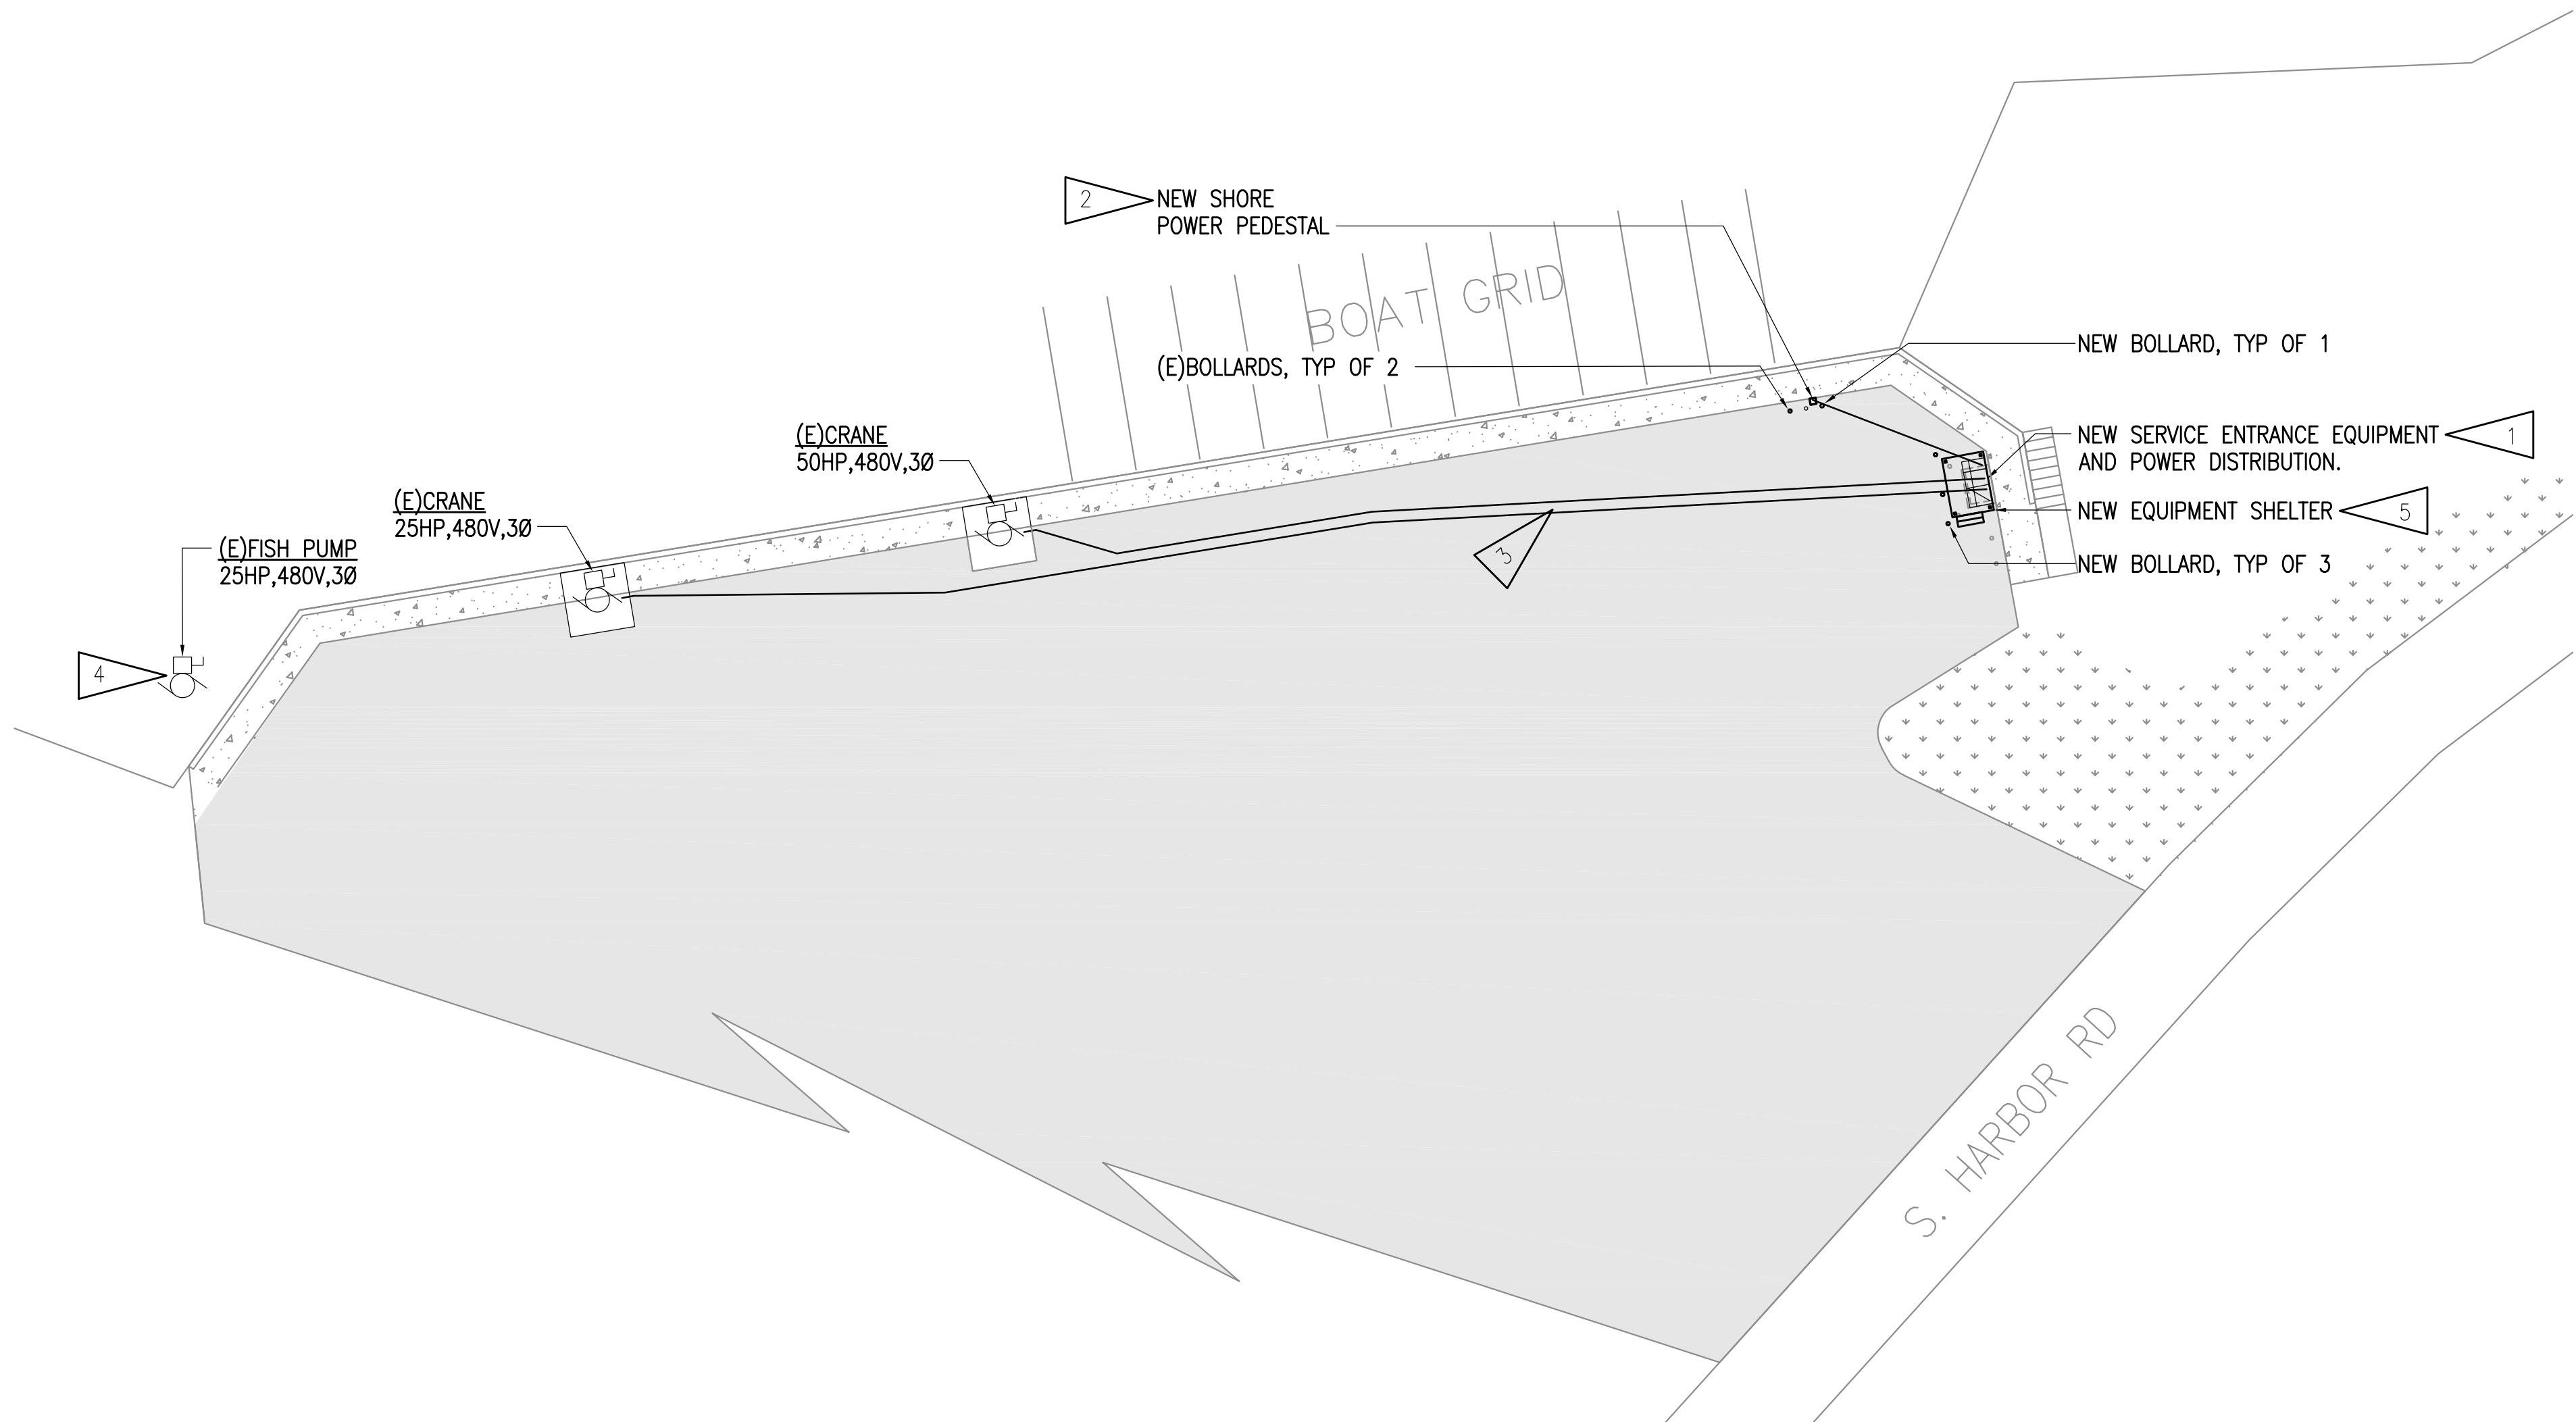 2
NEW SHORE
POWER PEDESTAL
BOAT GRID
NEW BOLLARD, TYP OF 1
(E)BOLLARDS, TYP OF 2
(E)CRANE
50HP,480V,3Ø
NEW SERVICE ENTRANCE EQUIPMENT
AND POWER DISTRIBUTION.
1
(E)CRANE
25HP,480V,3Ø
NEW EQUIPMENT SHELTER
5
(E)FISH PUMP
25HP,480V,3Ø
3
NEW BOLLARD, TYP OF 3
4
S. HARBOR RD